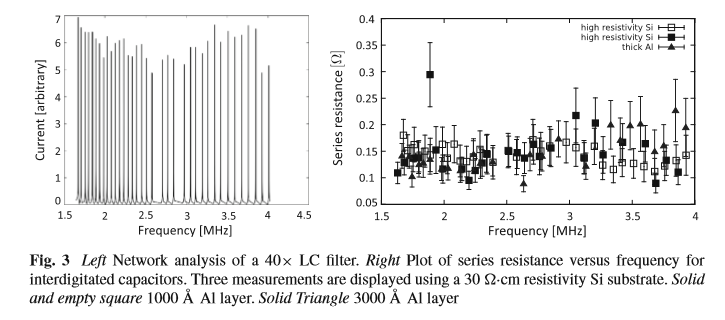 7
6
5
4
3
2
1
0
Current [arbitrary]
1.5 2 2.5 3 3.5 4 4.5
Frequency [MHz]
0.4
0.35
0.3
0.25
0.2
0.15
0.1
0.05
Series resistance [Ω]
high resistivity Si
high resistivity Si
thick Al
1.5 2 2.5 3 3.5 4
Frequency [MHz]
Fig. 3 Left Network analysis of a 40× LC filter. Right Plot of series resistance versus frequency for
interdigitated capacitors. Three measurements are displayed using a 30 Ω·cm resistivity Si substrate. Solid
and empty square 1000 Å Al layer. Solid Triangle 3000 Å Al layer